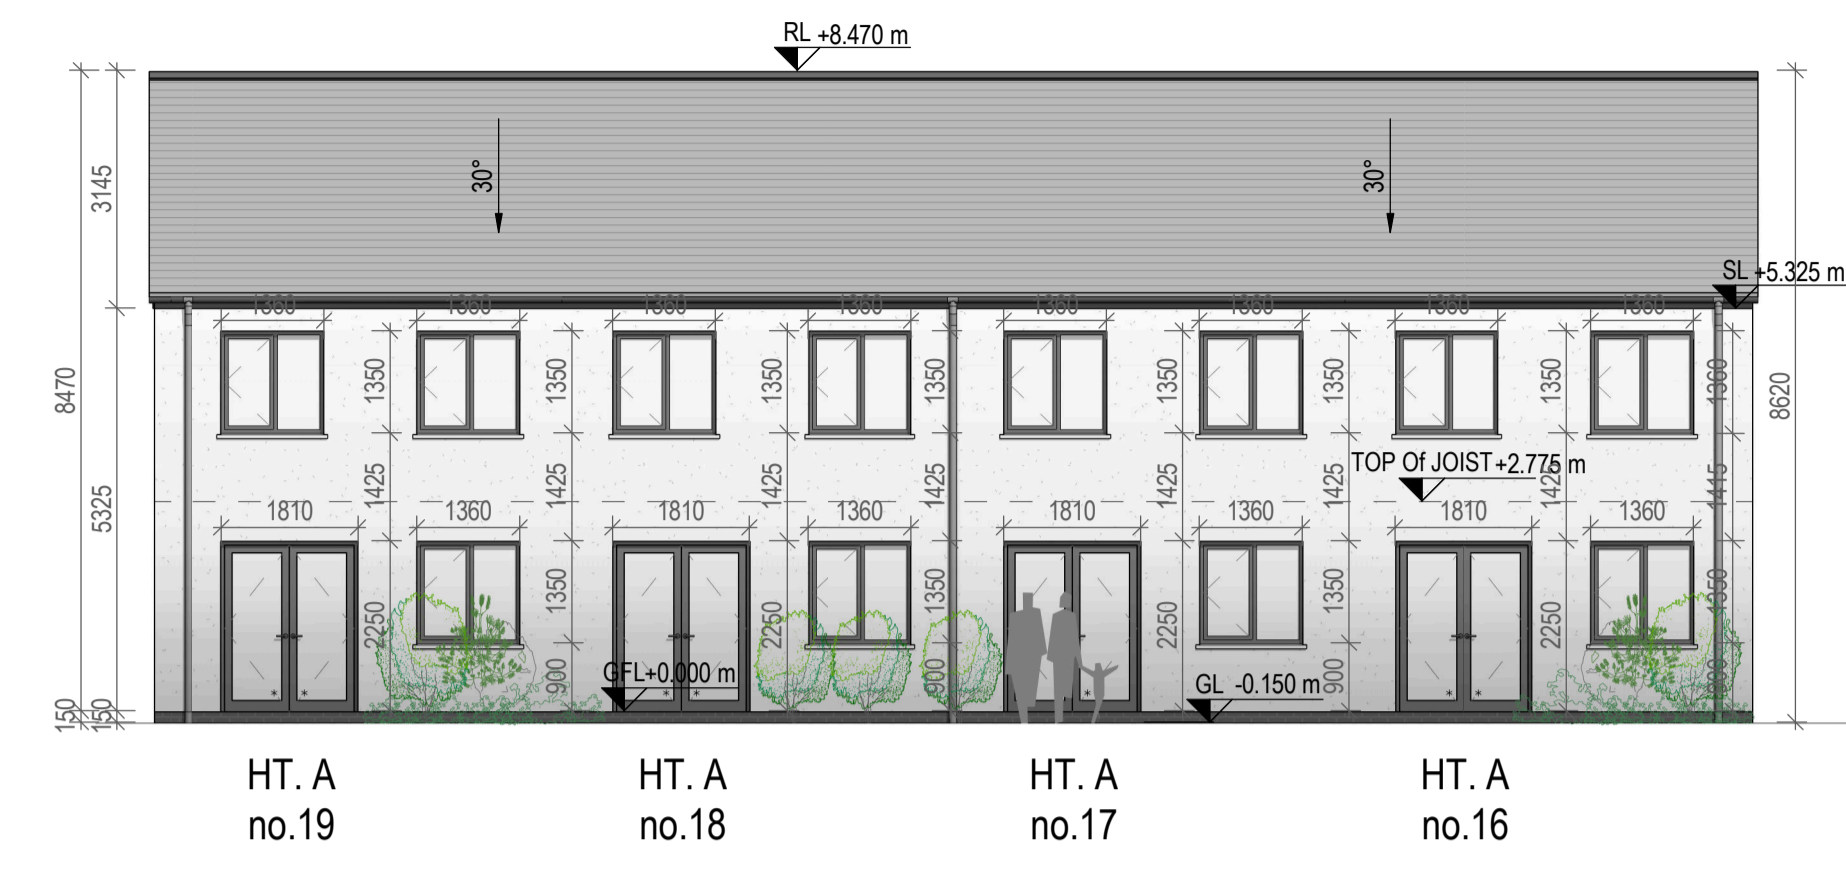 RL +8.470 m
30° 30°
3145
SL +5.325 m
1360 1360 1360 1360 1360 1360 1360 1360
8470
1350 1350 1350 1350 1350 1350 1350 1360
8620
TOP Of JOIST +2.775 m
5325
1425 1425 1425 1425 1425 1425 1425 1415
1810 1360 1810 1360 1810 1360 1810 1360
2250 1350 2250 1350 2250 1350 2250 1350
900 900 900 900
GFL +0.000 m
GL -0.150 m
150 150
HT. A HT. A HT. A HT. A
no.19 no.18 no.17 no.16